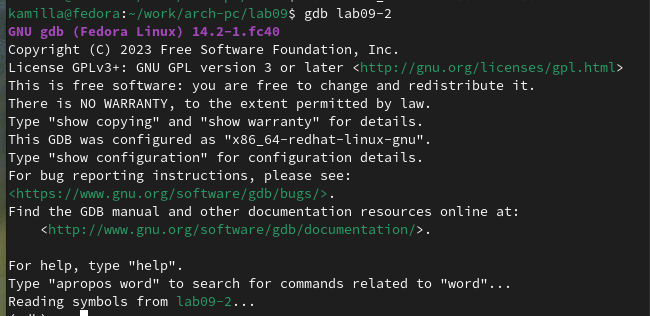 kamilla@fedora:~/work/arch-pc/lab09$ gdb lab09-2
GNU gdb (Fedora Linux) 14.2-1.fc40
Copyright (C) 2023 Free Software Foundation, Inc.
License GPLv3+: GNU GPL version 3 or later <http://gnu.org/licenses/gpl.html>
This is free software: you are free to change and redistribute it.
There is NO WARRANTY, to the extent permitted by law.
Type "show copying" and "show warranty" for details.
This GDB was configured as "x86_64-redhat-linux-gnu".
Type "show configuration" for configuration details.
For bug reporting instructions, please see:
<https://www.gnu.org/software/gdb/bugs/>.
Find the GDB manual and other documentation resources online at:
    <http://www.gnu.org/software/gdb/documentation/>.

For help, type "help".
Type "apropos word" to search for commands related to "word"...
Reading symbols from lab09-2...